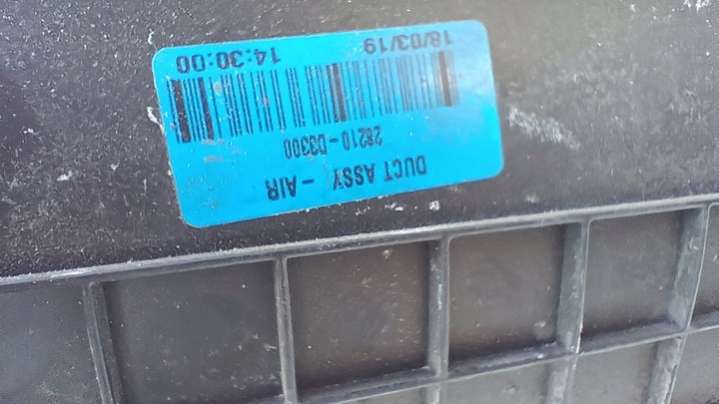 DUCT ASSY - AIR
28210-D3300
18/03/19 14:30:00